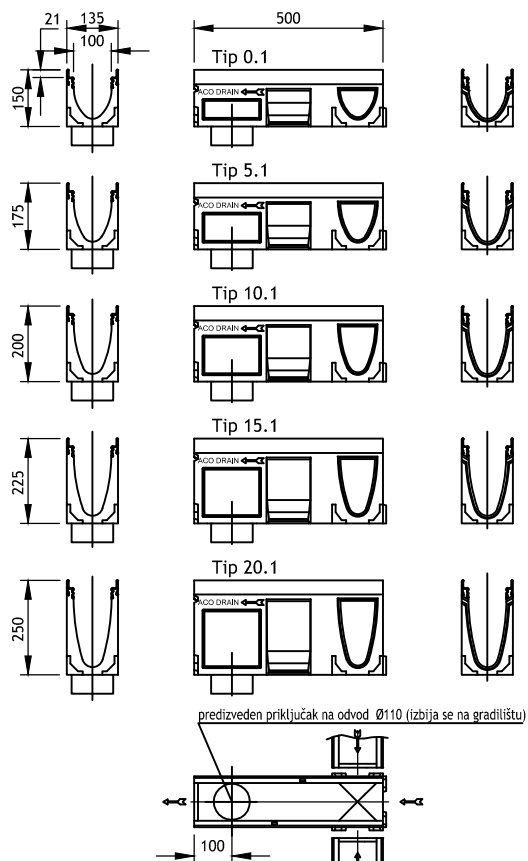 21
135
100
500
Tip 0.1
150
ACO DRAIN
Tip 5.1
175
ACO DRAIN
Tip 10.1
200
ACO DRAIN
Tip 15.1
225
ACO DRAIN
Tip 20.1
250
ACO DRAIN
predizveden priključak na odvod Ø110 (izbija se na gradilištu)
100